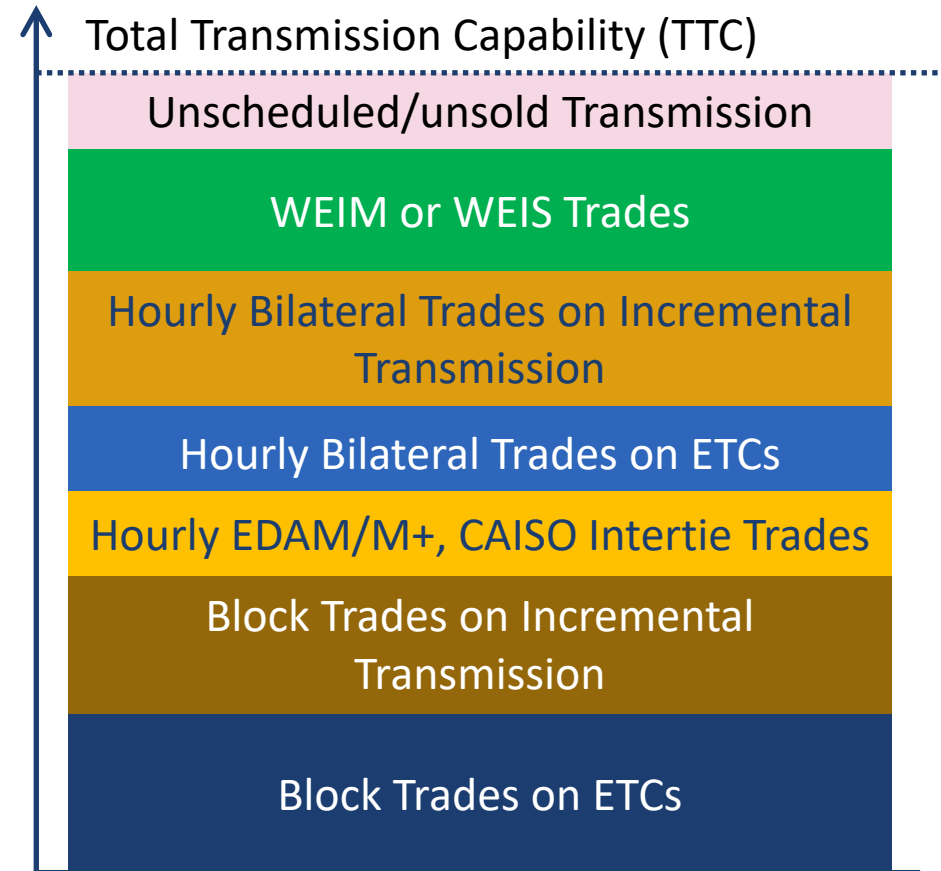 Total Transmission Capability (TTC)
Unscheduled/unsold Transmission
WEIM or WEIS Trades
Hourly Bilateral Trades on Incremental
Transmission
Hourly Bilateral Trades on ETCs
Hourly EDAM/M+, CAISO Intertie Trades
Block Trades on Incremental
Transmission
Block Trades on ETCs